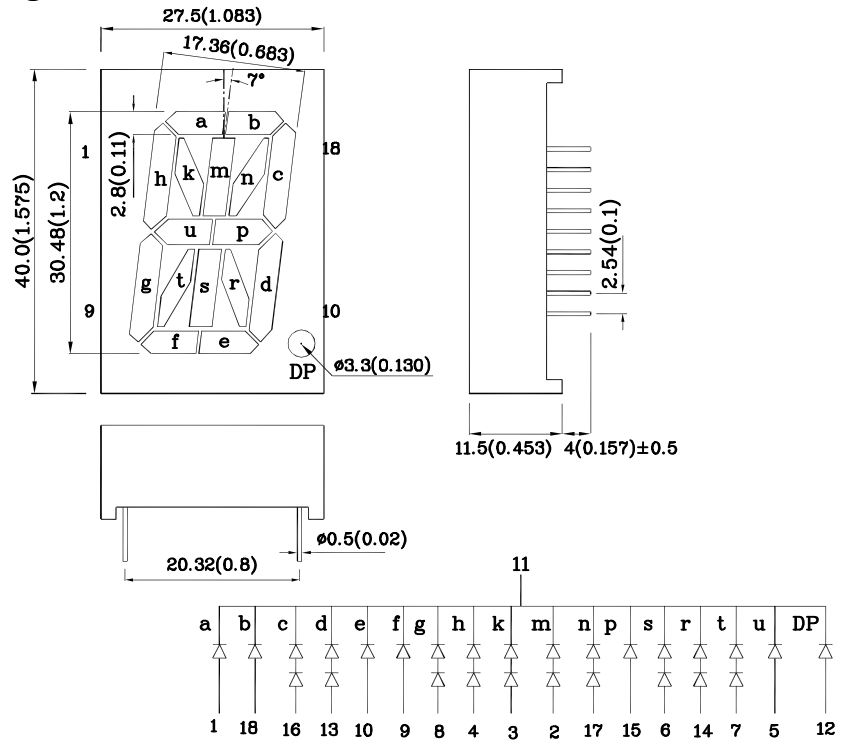 27.5(1.083)
17.36(0.683)
7°
a b
1 18
h k m n c
2.8(0.11)
40.0(1.575)
30.48(1.2)
u p
g t s r d
9 10
f e
DP
ø3.3(0.130)
2.54(0.1)
11.5(0.453) 4(0.157)±0.5
ø0.5(0.02)
20.32(0.8)
11
a b c d e f g h k m n p s r t u DP
1 18 16 13 10 9 8 4 3 2 17 15 6 14 7 5 12